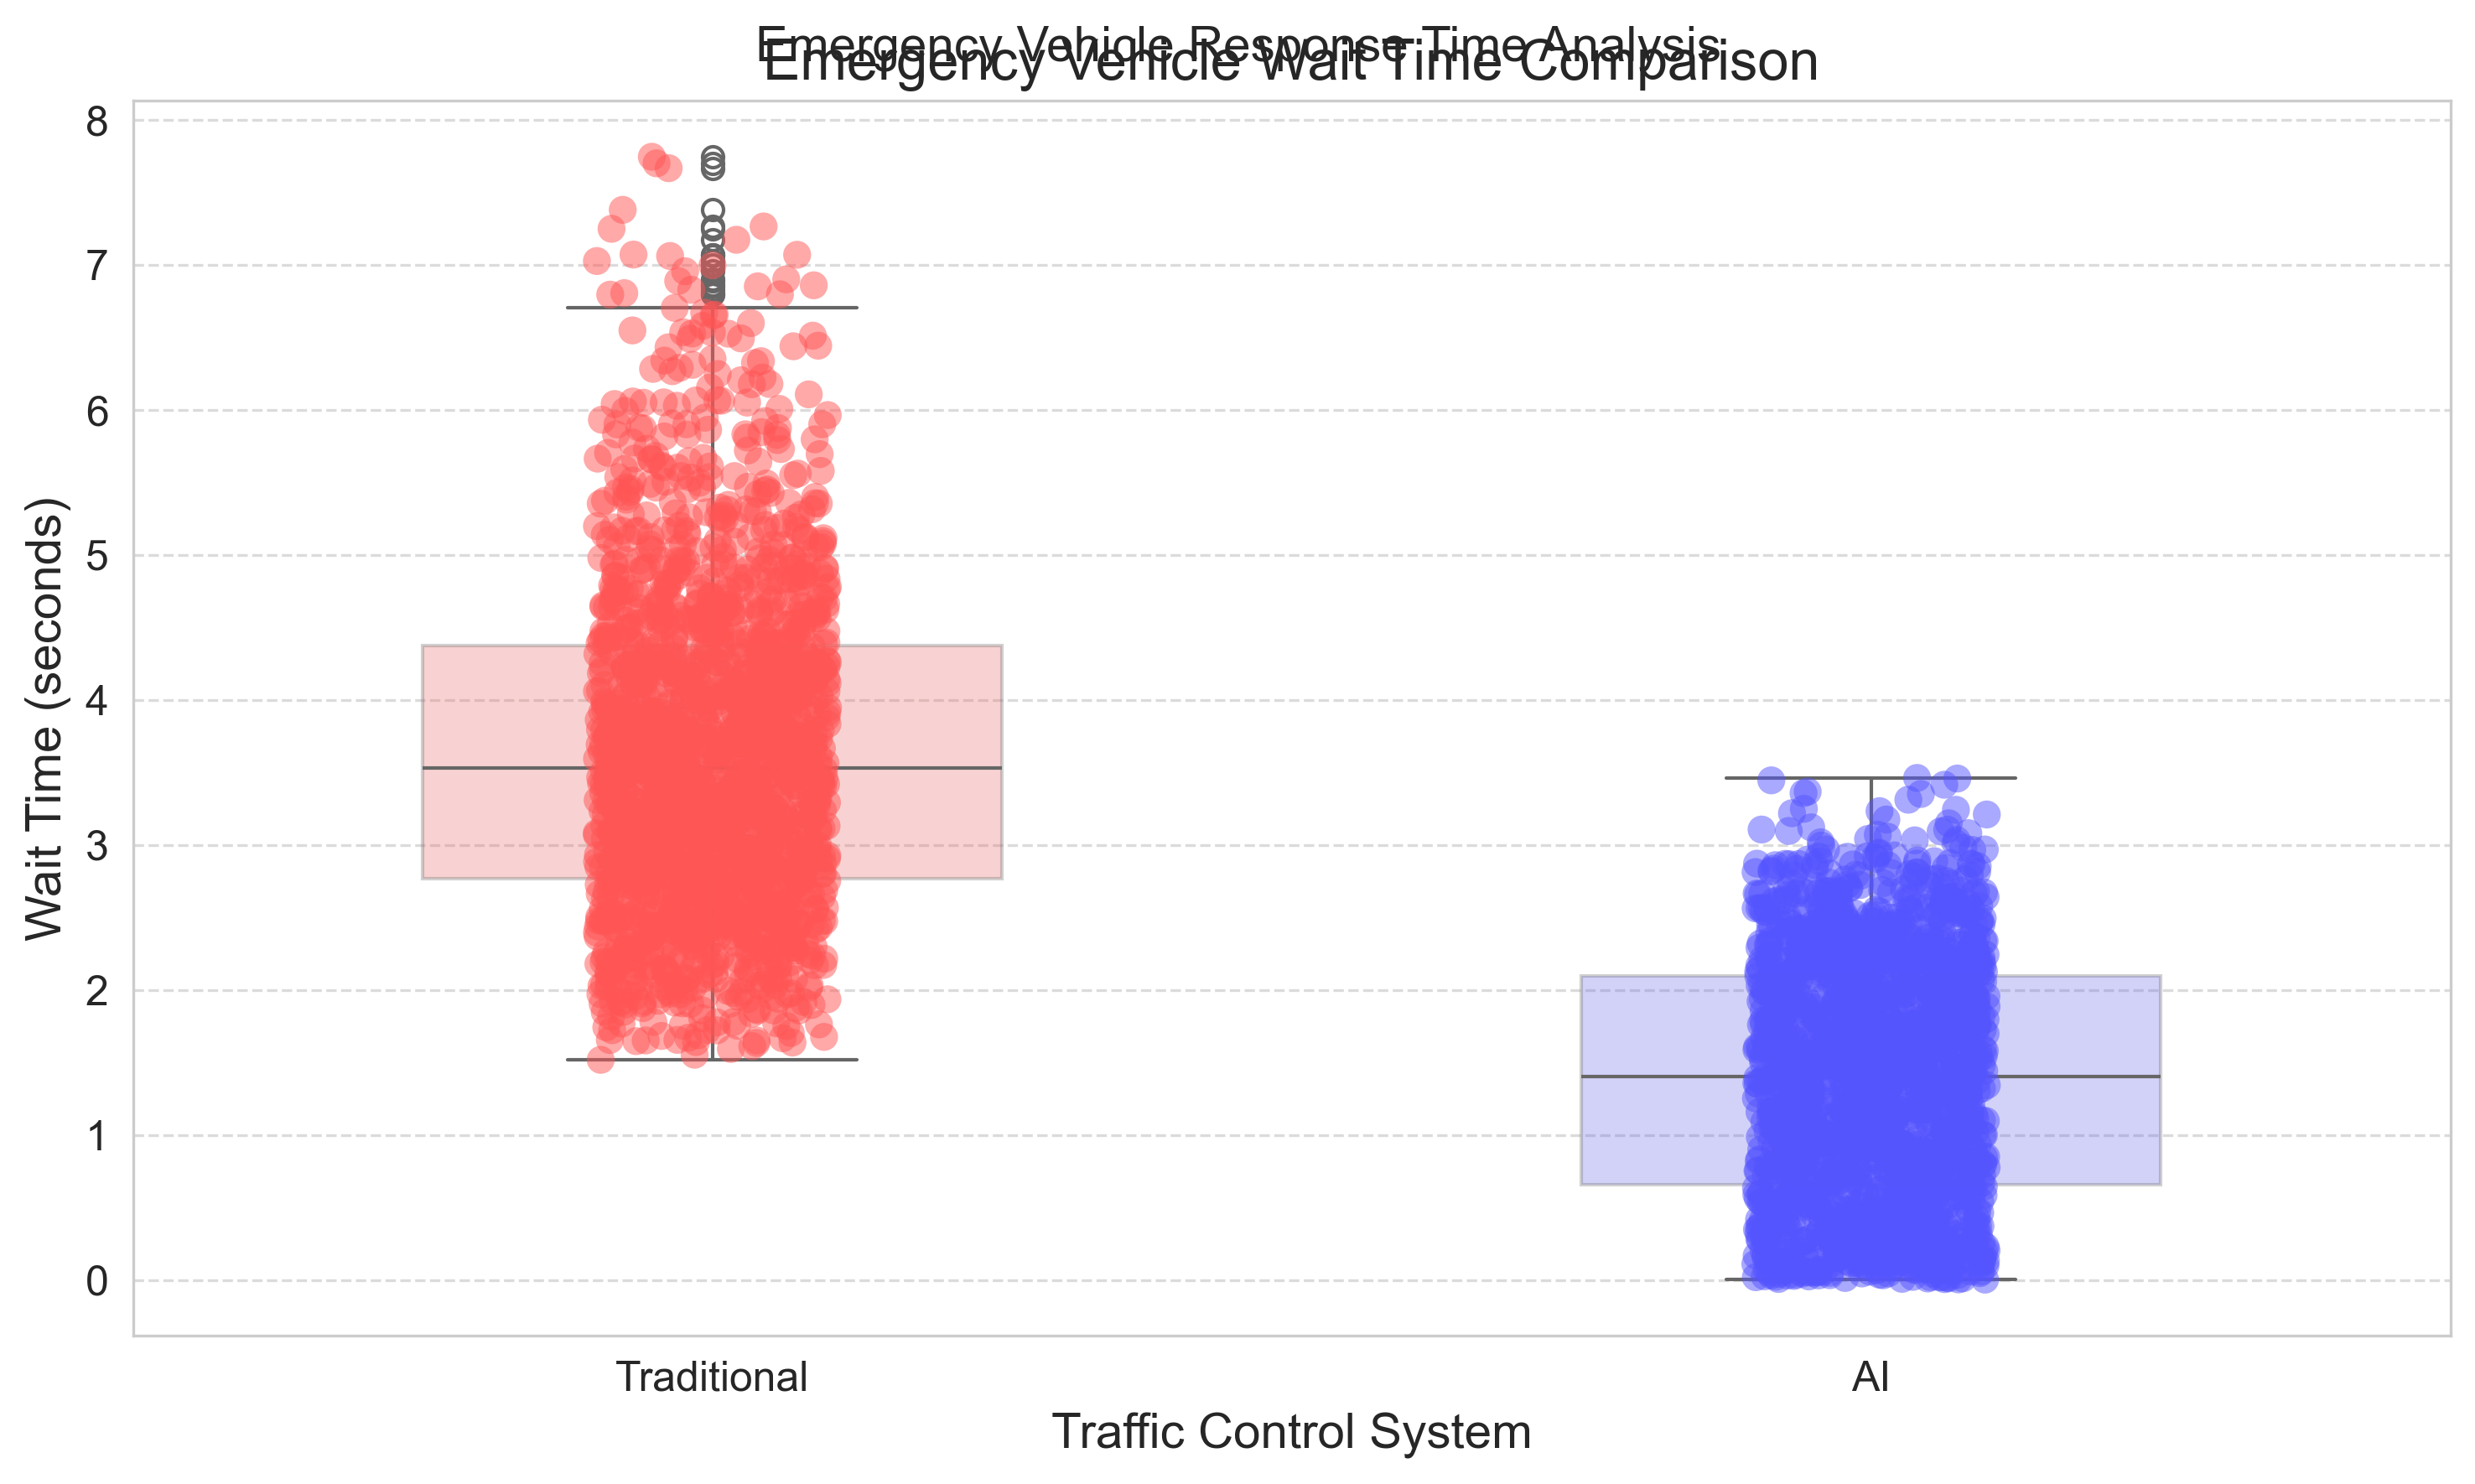 Emergency Vehicle Response Time Analysis
Emergency Vehicle Wait Time Comparison
Wait Time (seconds)
8
7
6
5
4
3
2
1
0
Traditional
AI
Traffic Control System